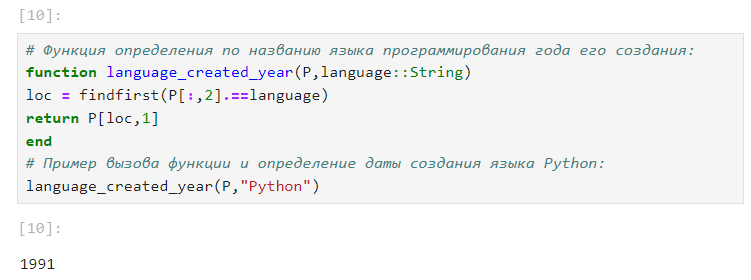 [10]:
# Функция определения по названию языка программирования года его создания:
function language_created_year(P,language::String)
loc = findfirst(P[:,2].==language)
return P[loc,1]
end
# Пример вызова функции и определение даты создания языка Python:
language_created_year(P,"Python")
[10]:
1991